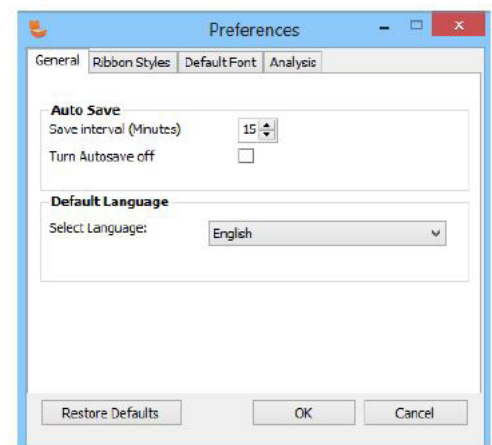 Preferences
General Ribbon Styles Default Font Analysis
Auto Save
Save interval (Minutes) 15
Turn Autosave off
Default Language
Select Language: English
Restore Defaults OK Cancel